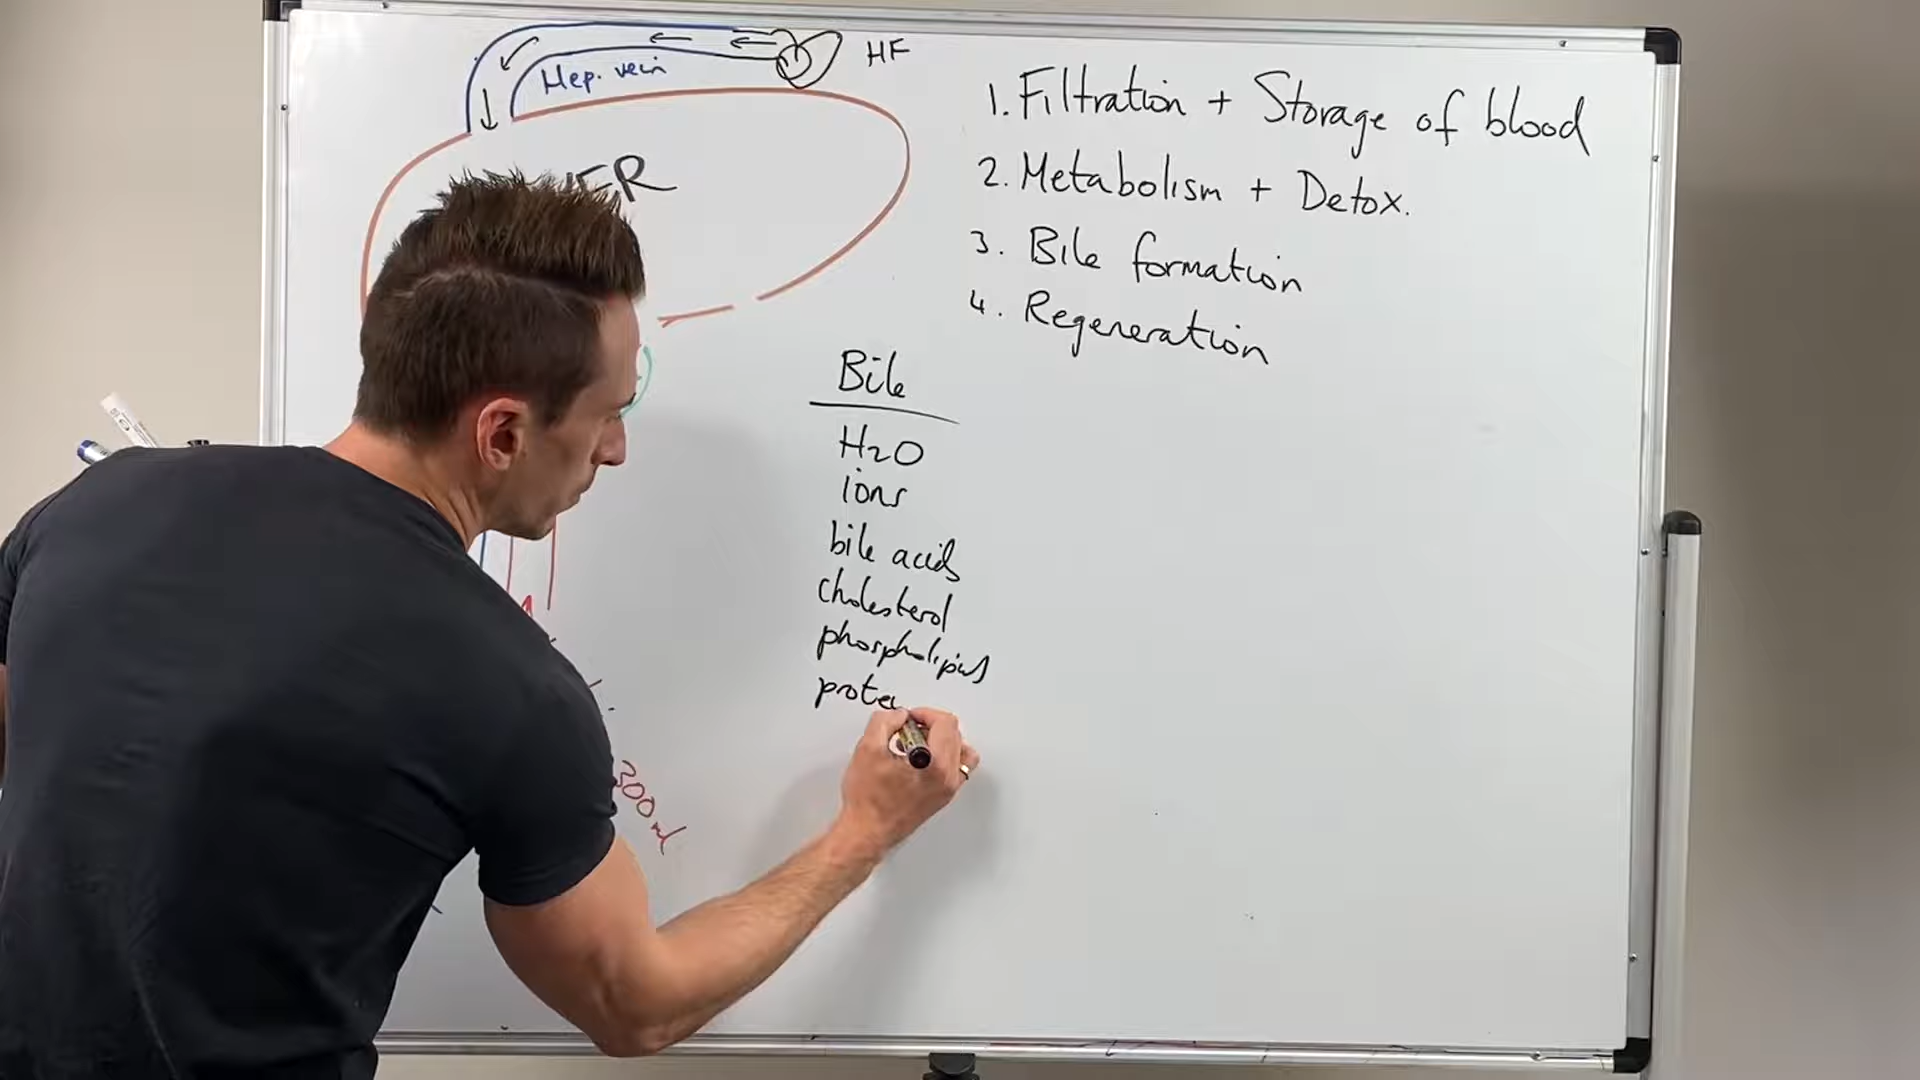 HF
Hep. vein
1. Filtration + Storage of blood
2. Metabolism + Detox.
3. Bile formation
4. Regeneration
Bile
H2O
ions
bile acids
cholesterol
phospholipids
prote
300ml